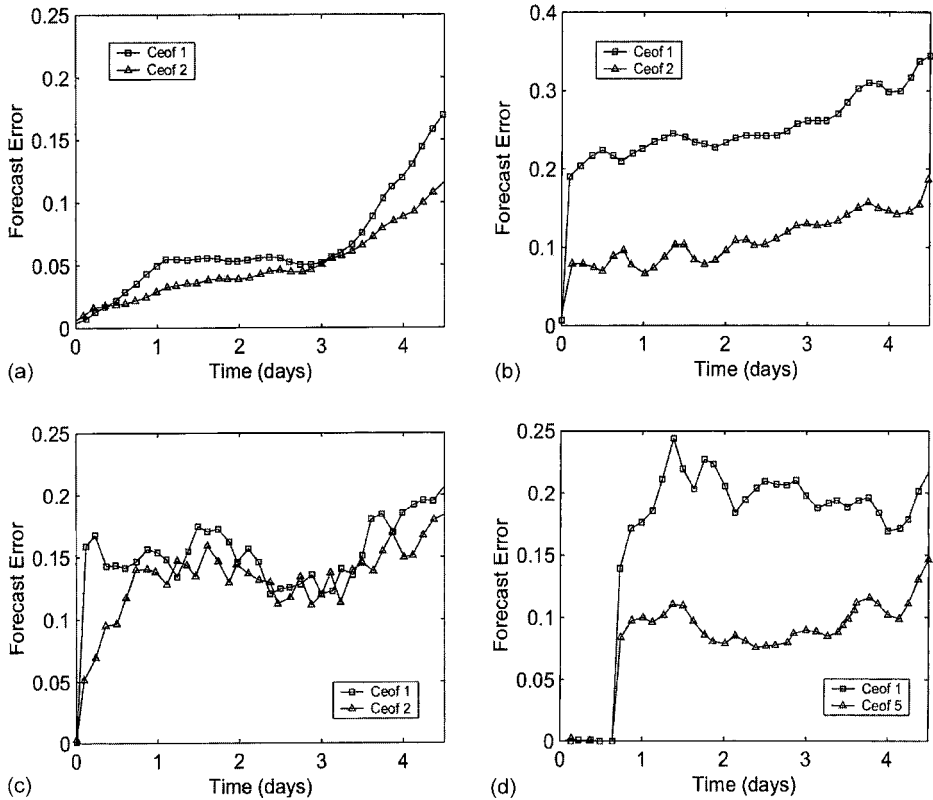 0.25
0.2
0.15
0.1
0.05
0
Forecast Error
Ceof 1
Ceof 2
0 1 2 3 4
Time (days)
(a)
0.4
0.3
0.2
0.1
0
Forecast Error
Ceof 1
Ceof 2
0 1 2 3 4
Time (days)
(b)
0.25
0.2
0.15
0.1
0.05
0
Forecast Error
Ceof 1
Ceof 2
0 1 2 3 4
Time (days)
(c)
0.25
0.2
0.15
0.1
0.05
0
Forecast Error
Ceof 1
Ceof 5
0 1 2 3 4
Time (days)
(d)